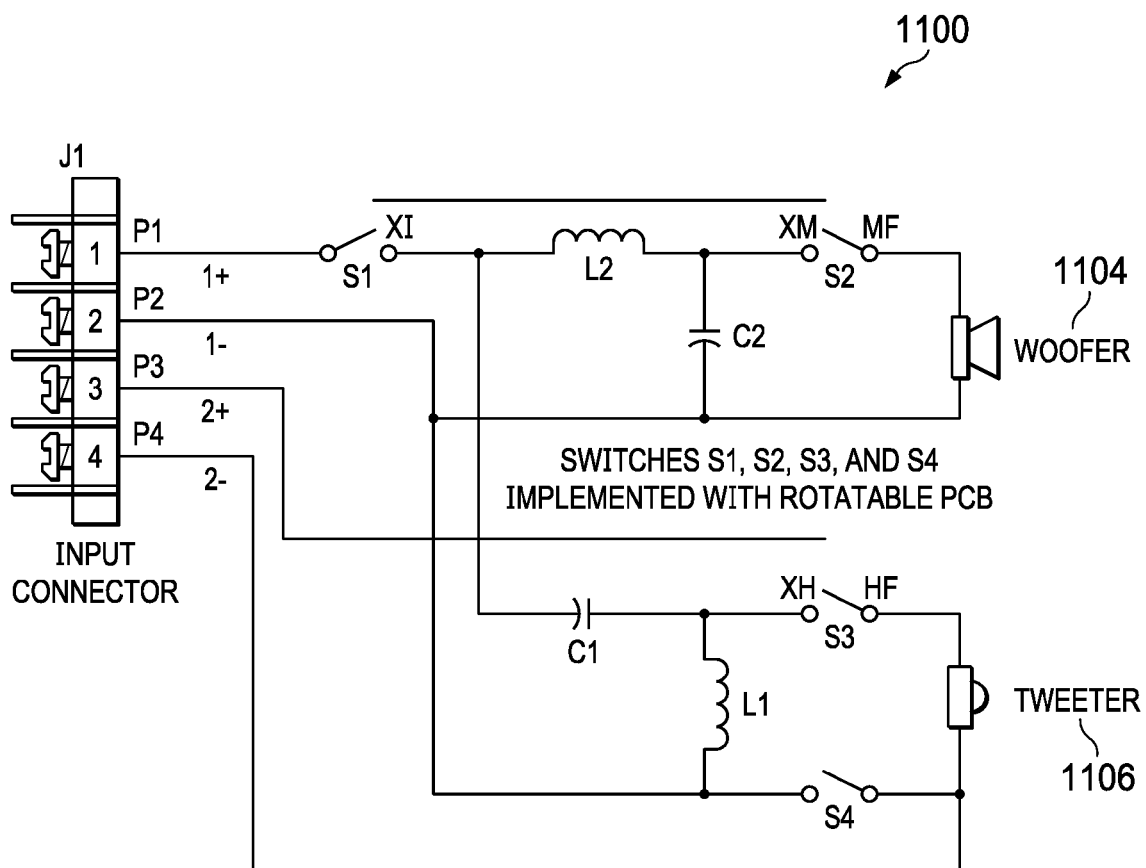 1100
J1
P1
XI
XM
MF
1
1+
S1
L2
S2
P2
1104
2
1-
C2
WOOFER
P3
3
2+
P4
4
2-
SWITCHES S1, S2, S3, AND S4
IMPLEMENTED WITH ROTATABLE PCB
INPUT
CONNECTOR
XH
HF
C1
S3
L1
TWEETER
1106
S4